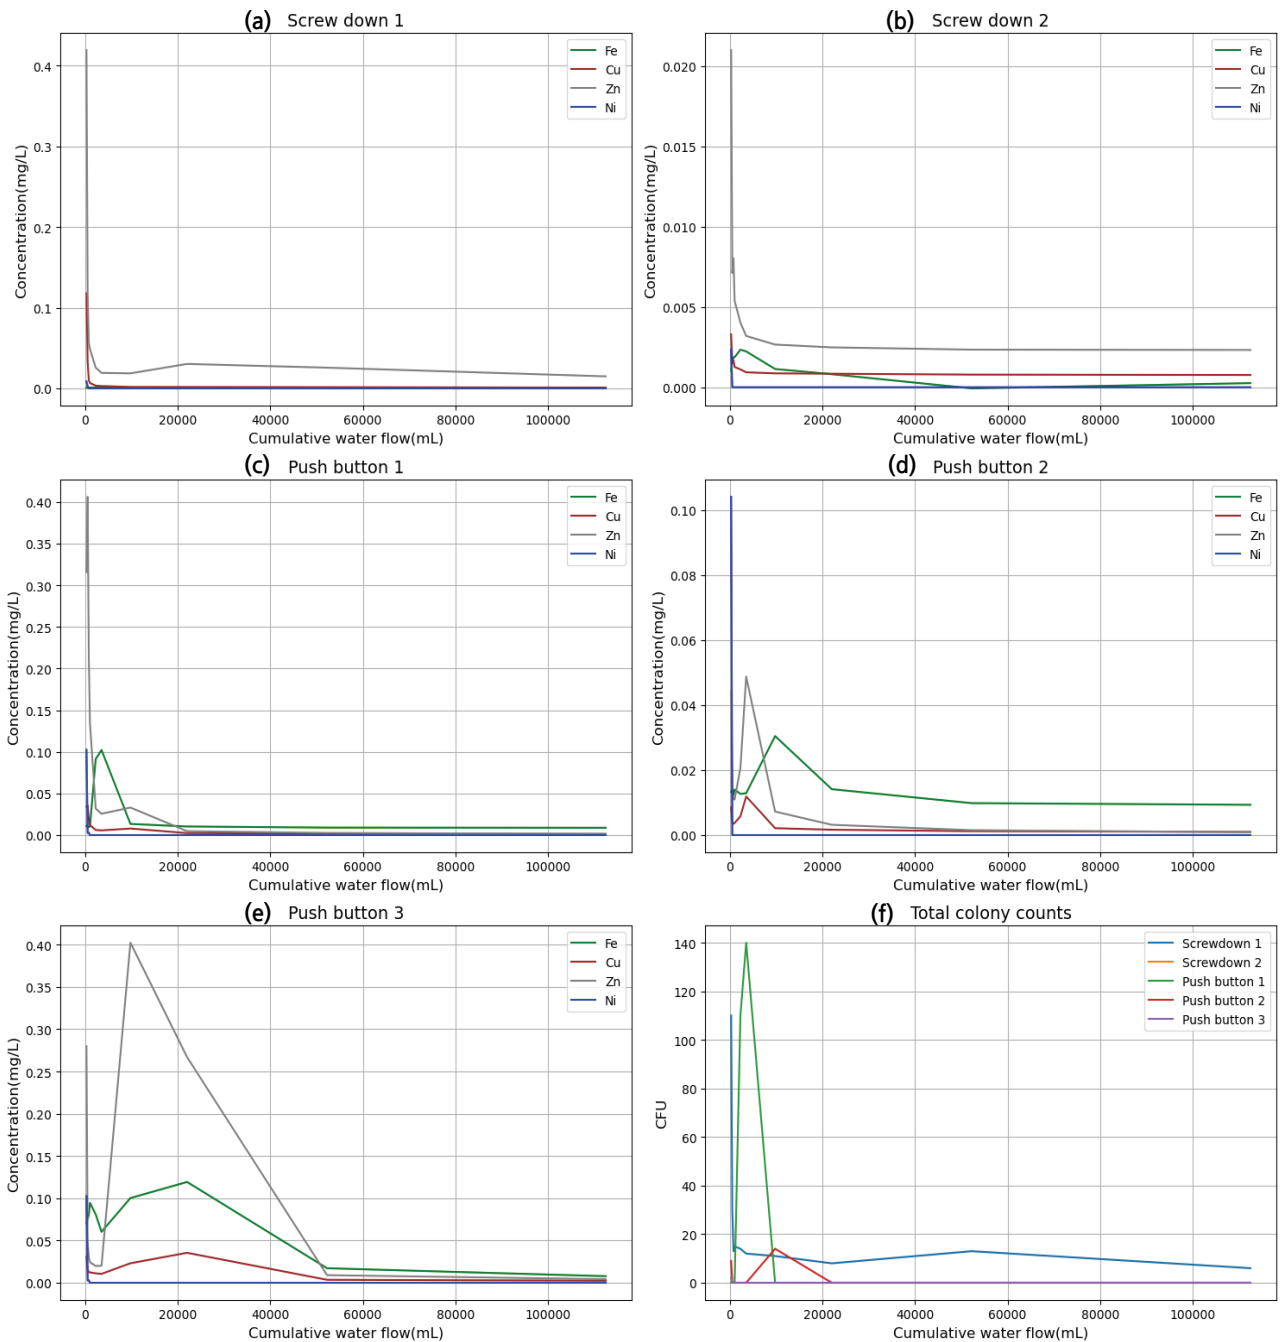 (a) Screw down 1
Concentration(mg/L)
0.4
0.3
0.2
0.1
0.0
Fe
Cu
Zn
Ni
0 20000 40000 60000 80000 100000
Cumulative water flow(mL)
(b) Screw down 2
Concentration(mg/L)
0.020
0.015
0.010
0.005
0.000
Fe
Cu
Zn
Ni
0 20000 40000 60000 80000 100000
Cumulative water flow(mL)
(c) Push button 1
Concentration(mg/L)
0.40
0.35
0.30
0.25
0.20
0.15
0.10
0.05
0.00
Fe
Cu
Zn
Ni
0 20000 40000 60000 80000 100000
Cumulative water flow(mL)
(d) Push button 2
Concentration(mg/L)
0.10
0.08
0.06
0.04
0.02
0.00
Fe
Cu
Zn
Ni
0 20000 40000 60000 80000 100000
Cumulative water flow(mL)
(e) Push button 3
Concentration(mg/L)
0.40
0.35
0.30
0.25
0.20
0.15
0.10
0.05
0.00
Fe
Cu
Zn
Ni
0 20000 40000 60000 80000 100000
Cumulative water flow(mL)
(f) Total colony counts
CFU
140
120
100
80
60
40
20
0
Screwdown 1
Screwdown 2
Push button 1
Push button 2
Push button 3
0 20000 40000 60000 80000 100000
Cumulative water flow(mL)